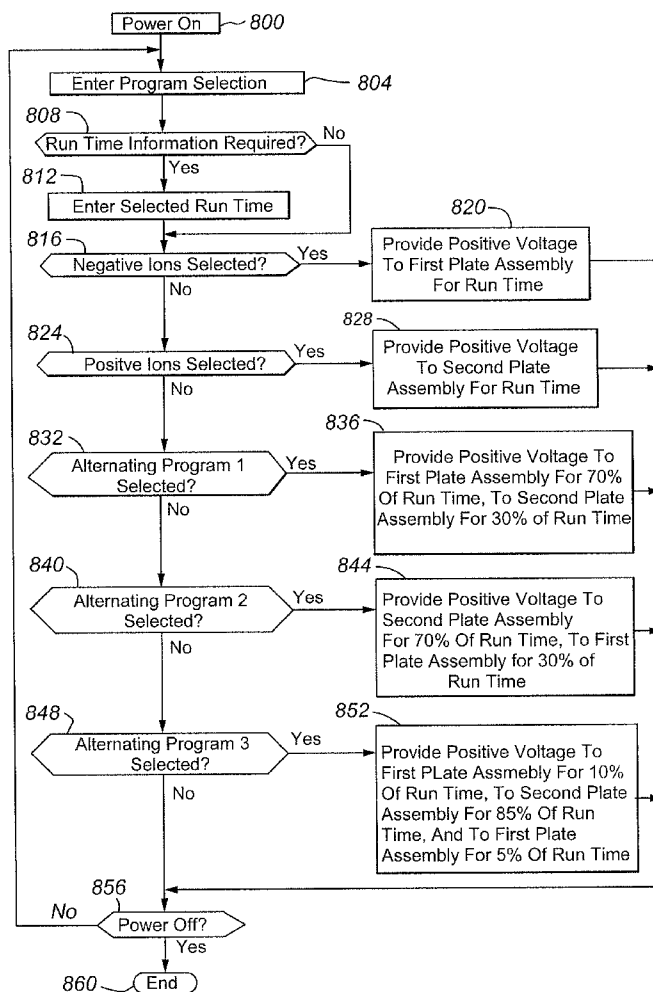 Power On
800
Enter Program Selection
804
808
Run Time Information Required?
No
Yes
812
Enter Selected Run Time
816
Negative Ions Selected?
Yes
No
820
Provide Positive Voltage
To First Plate Assembly
For Run Time
824
Positve Ions Selected?
Yes
No
828
Provide Positive Voltage
To Second Plate
Assembly For Run Time
832
Alternating Program 1
Selected?
Yes
No
836
Provide Positive Voltage To
First Plate Assembly For 70%
Of Run Time, To Second Plate
Assembly For 30% of Run Time
840
Alternating Program 2
Selected?
Yes
No
844
Provide Positive Voltage To
Second Plate Assembly
For 70% Of Run Time, To First
Plate Assembly for 30% of
Run Time
848
Alternating Program 3
Selected?
Yes
No
852
Provide Positive Voltage To
First PLate Assmebly For 10%
Of Run Time, To Second Plate
Assembly For 85% Of Run
Time, And To First Plate
Assembly For 5% Of Run Time
856
Power Off?
No
Yes
860
End